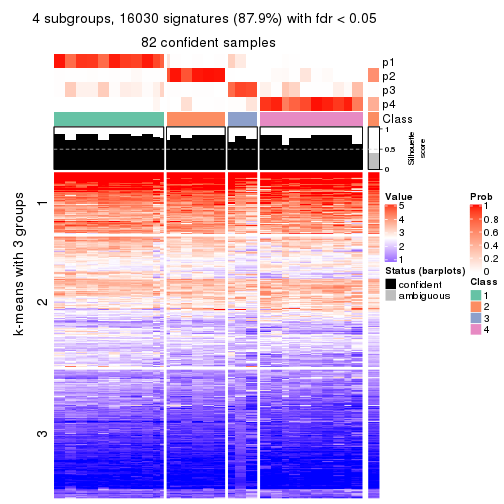 4 subgroups, 16030 signatures (87.9%) with fdr < 0.05
82 confident samples
p1
p2
p3
p4
Class
1
0.5
0
Silhouette
score
k-means with 3 groups
1
2
3
Value
5
4
3
2
1
Status (barplots)
confident
ambiguous
Prob
1
0.8
0.6
0.4
0.2
0
Class
1
2
3
4